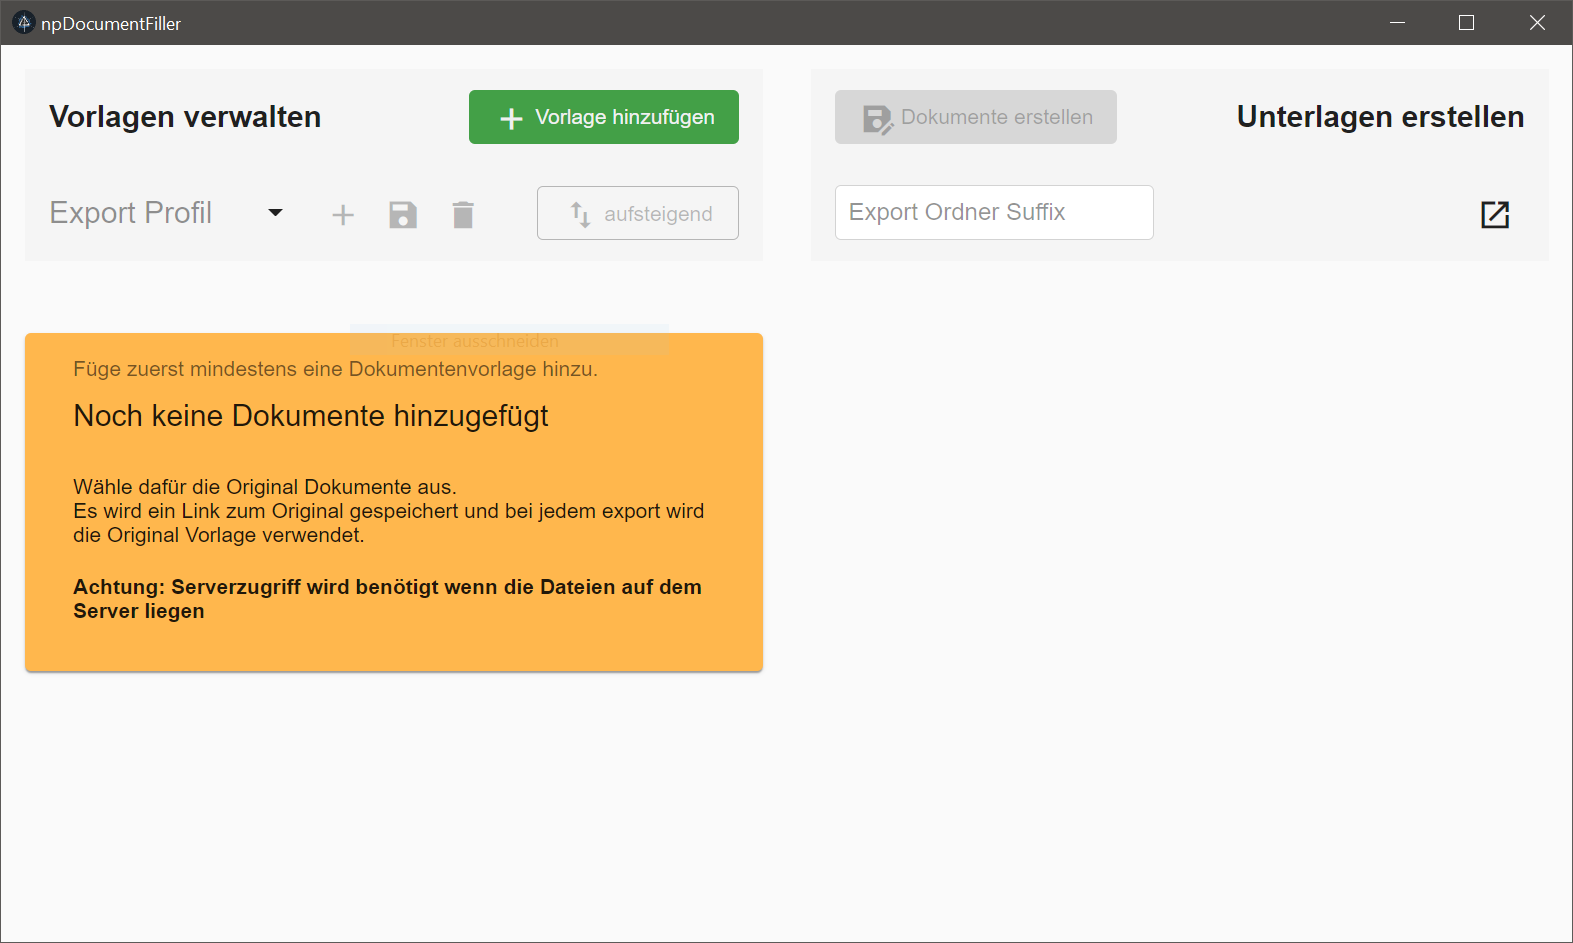 npDocumentFiller
Vorlagen verwalten
Vorlage hinzufügen
Export Profil
aufsteigend
Dokumente erstellen
Unterlagen erstellen
Export Ordner Suffix
Fenster ausschneiden
Füge zuerst mindestens eine Dokumentenvorlage hinzu.
Noch keine Dokumente hinzugefügt
Wähle dafür die Original Dokumente aus.
Es wird ein Link zum Original gespeichert und bei jedem export wird
die Original Vorlage verwendet.
Achtung: Serverzugriff wird benötigt wenn die Dateien auf dem
Server liegen